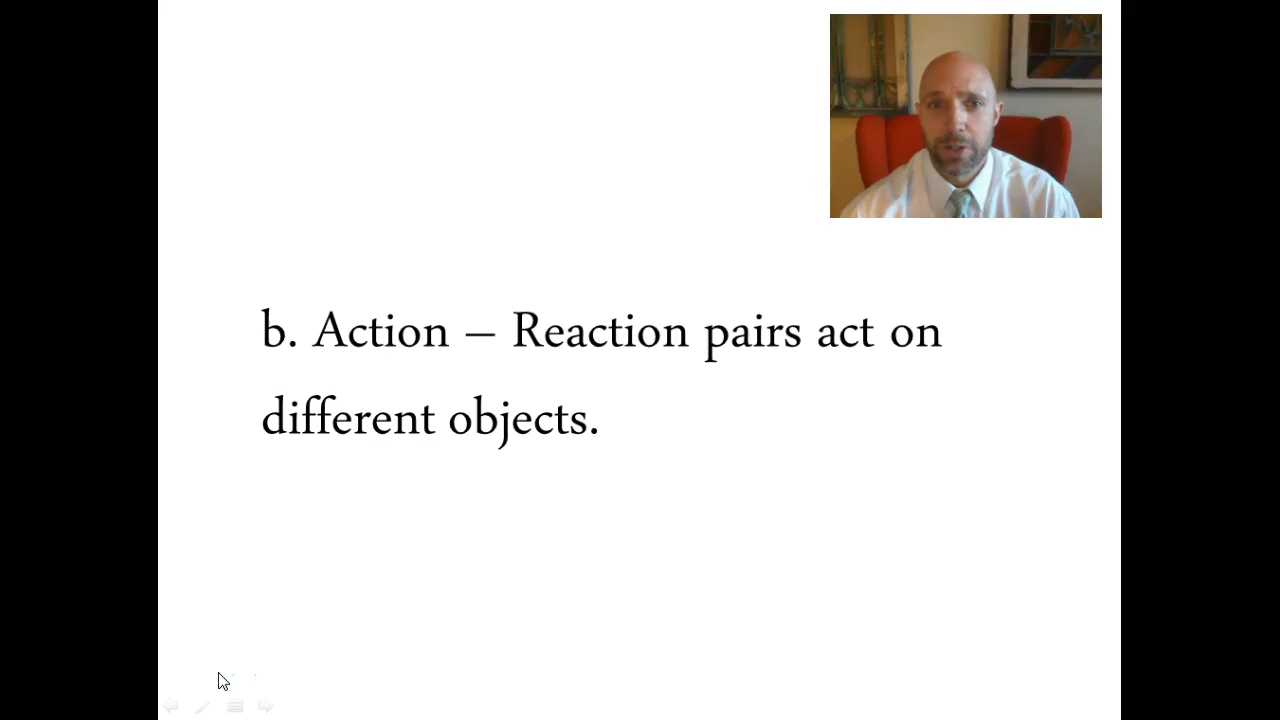 b. Action – Reaction pairs act on
different objects.